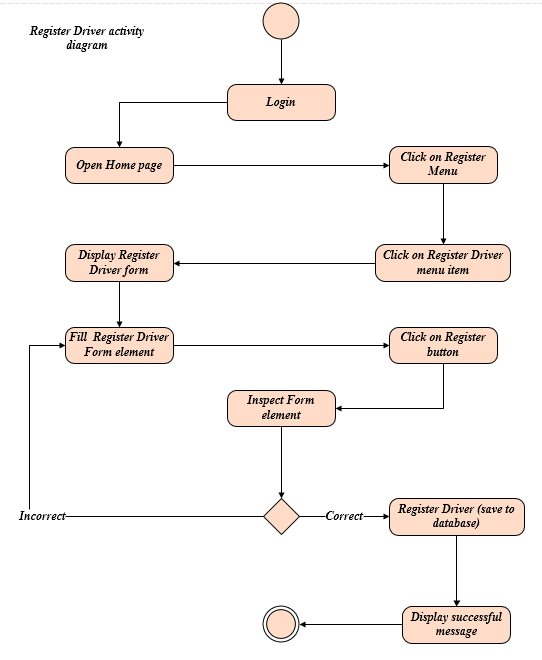 Register Driver activity
diagram
Login
Open Home page
Click on Register
Menu
Display Register
Driver form
Click on Register Driver
menu item
Fill Register Driver
Form element
Click on Register
button
Inspect Form
element
Incorrect
Correct
Register Driver (save to
database)
Display successful
message